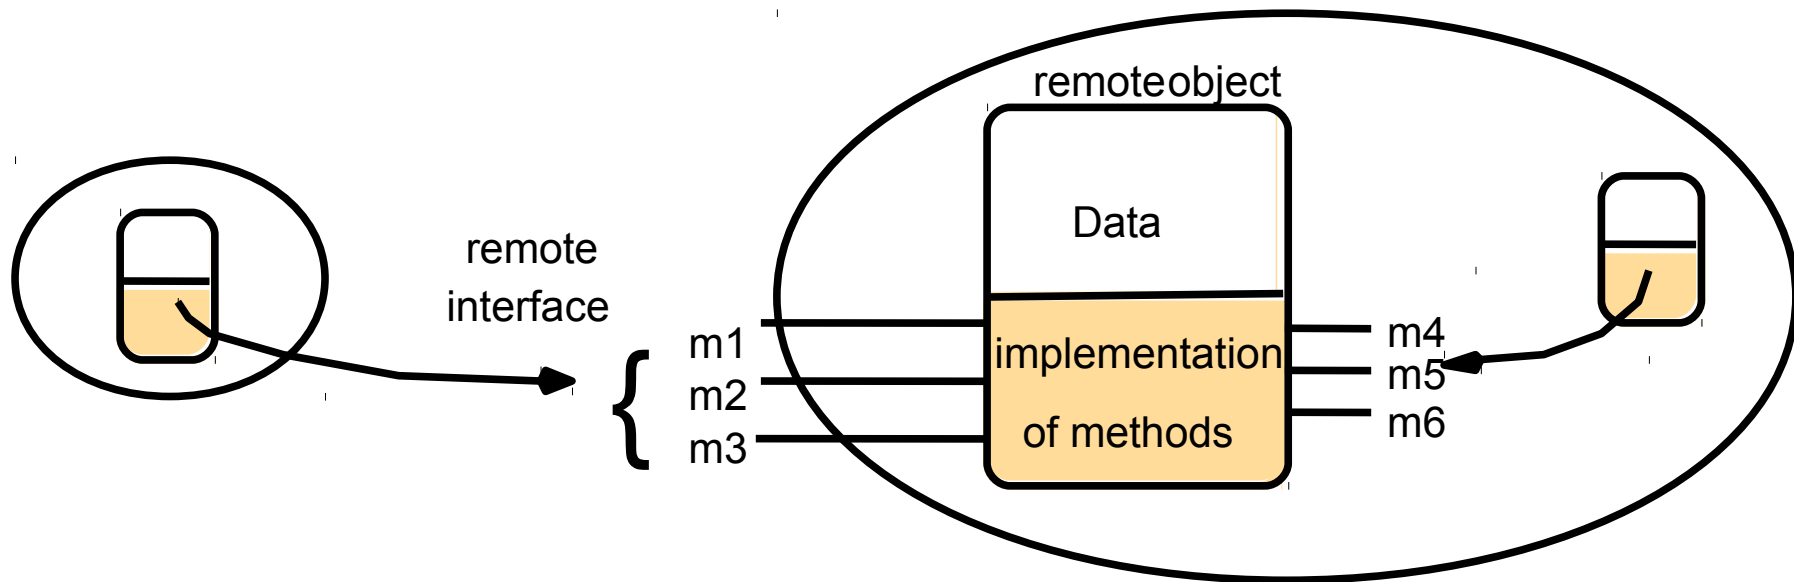 remoteobject
Data
remote
interface
{
m1
m2
m3
implementation
of methods
m4
m5
m6